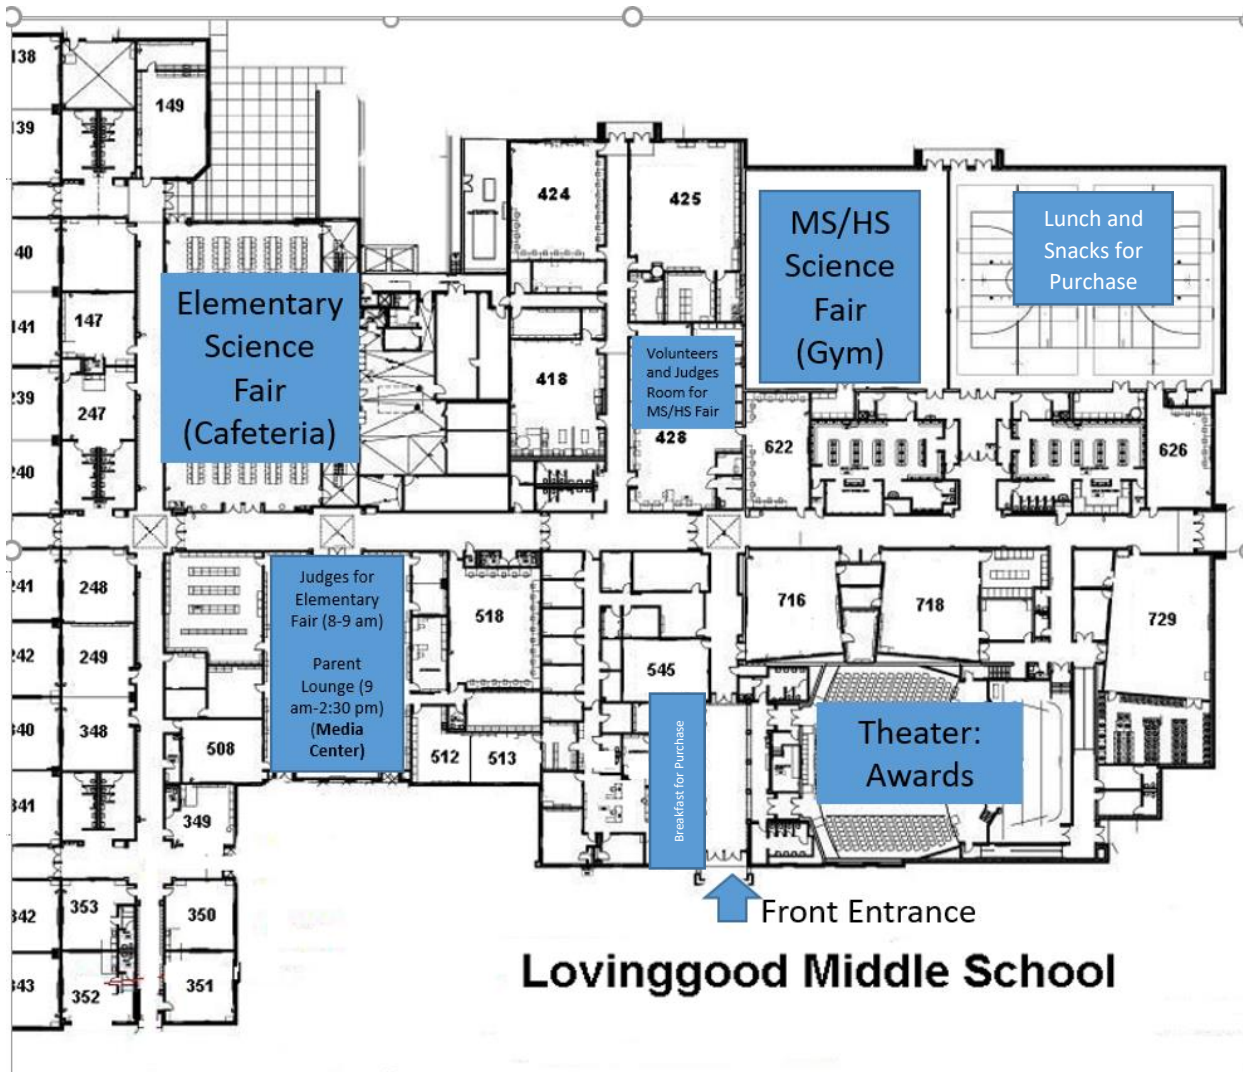 138
149
139
424
425
MS/HS
Science
Fair
(Gym)
Lunch and
Snacks for
Purchase
40
Elementary
Science
Fair
(Cafeteria)
147
141
Volunteers
and Judges
Room for
MS/HS Fair
418
239
247
428
622
626
240
241
248
Judges for
Elementary
Fair (8-9 am)
Parent
Lounge (9
am-2:30 pm)
(Media
Center)
518
716
718
729
242
249
545
340
348
508
512
513
Breakfast for Purchase
Theater:
Awards
341
349
342
353
350
Front Entrance
343
352
351
Lovinggood Middle School